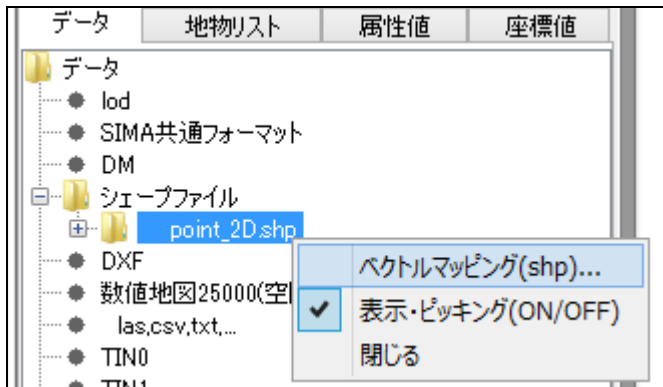 データ 地物リスト 属性値 座標値
データ
lod
SIMA共通フォーマット
DM
シェープファイル
point_2D.shp
ベクトルマッピング(shp)...
DXF
数値地図25000(空
表示・ピッキング(ON/OFF)
las,csv,txt,...
閉じる
TIN0
TIN1